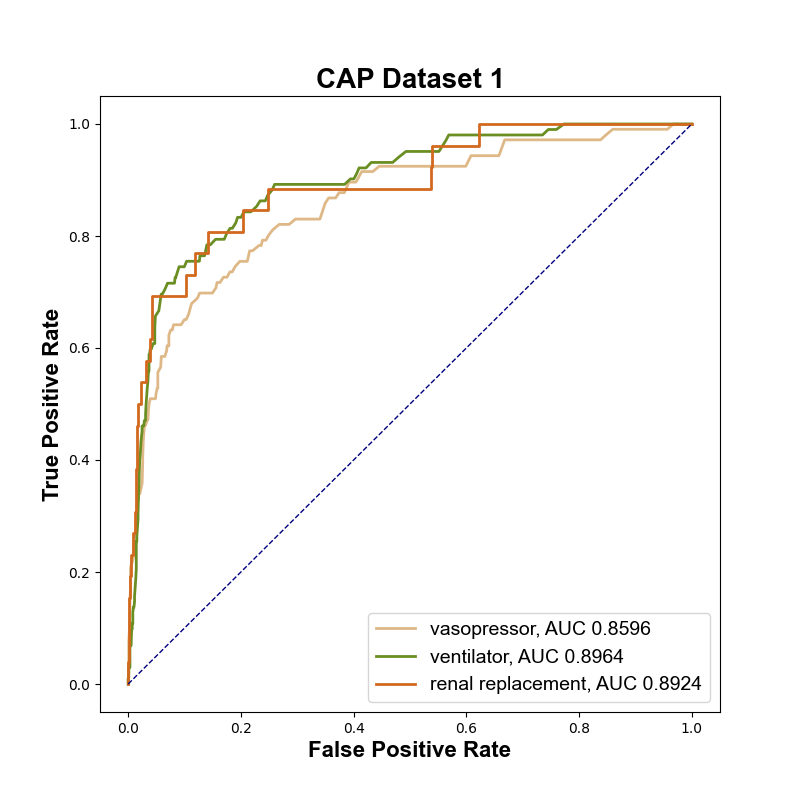 CAP Dataset 1
True Positive Rate
1.0
0.8
0.6
0.4
0.2
0.0
vasopressor, AUC 0.8596
ventilator, AUC 0.8964
renal replacement, AUC 0.8924
0.0 0.2 0.4 0.6 0.8 1.0
False Positive Rate